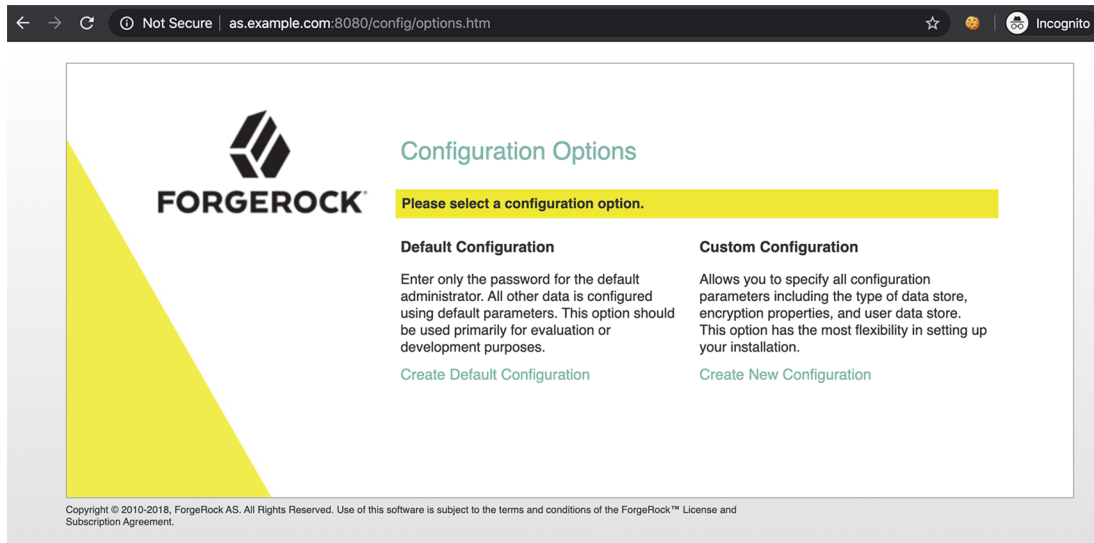 Not Secure | as.example.com:8080/config/options.htm
Incognito
FORGEROCK
Configuration Options
Please select a configuration option.
Default Configuration
Enter only the password for the default
administrator. All other data is configured
using default parameters. This option should
be used primarily for evaluation or
development purposes.
Create Default Configuration
Custom Configuration
Allows you to specify all configuration
parameters including the type of data store,
encryption properties, and user data store.
This option has the most flexibility in setting up
your installation.
Create New Configuration
Copyright © 2010-2018, ForgeRock AS. All Rights Reserved. Use of this software is subject to the terms and conditions of the ForgeRock™ License and
Subscription Agreement.